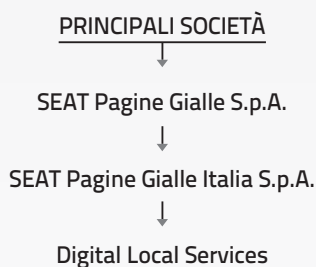 PRINCIPALI SOCIETÀ
SEAT Pagine Gialle S.p.A.
SEAT Pagine Gialle Italia S.p.A.
Digital Local Services